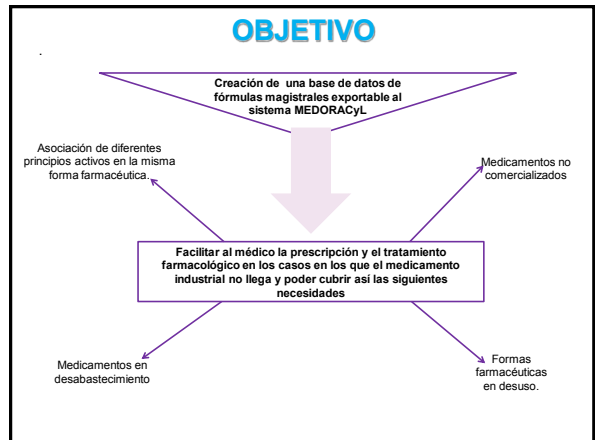 OBJETIVO
.
Creación de una base de datos de
fórmulas magistrales exportable al
sistema MEDORACyL
Asociación de diferentes
principios activos en la misma
forma farmacéutica.
Medicamentos no
comercializados
Facilitar al médico la prescripción y el tratamiento
farmacológico en los casos en los que el medicamento
industrial no llega y poder cubrir así las siguientes
necesidades
Medicamentos en
desabastecimiento
Formas
farmacéuticas
en desuso.